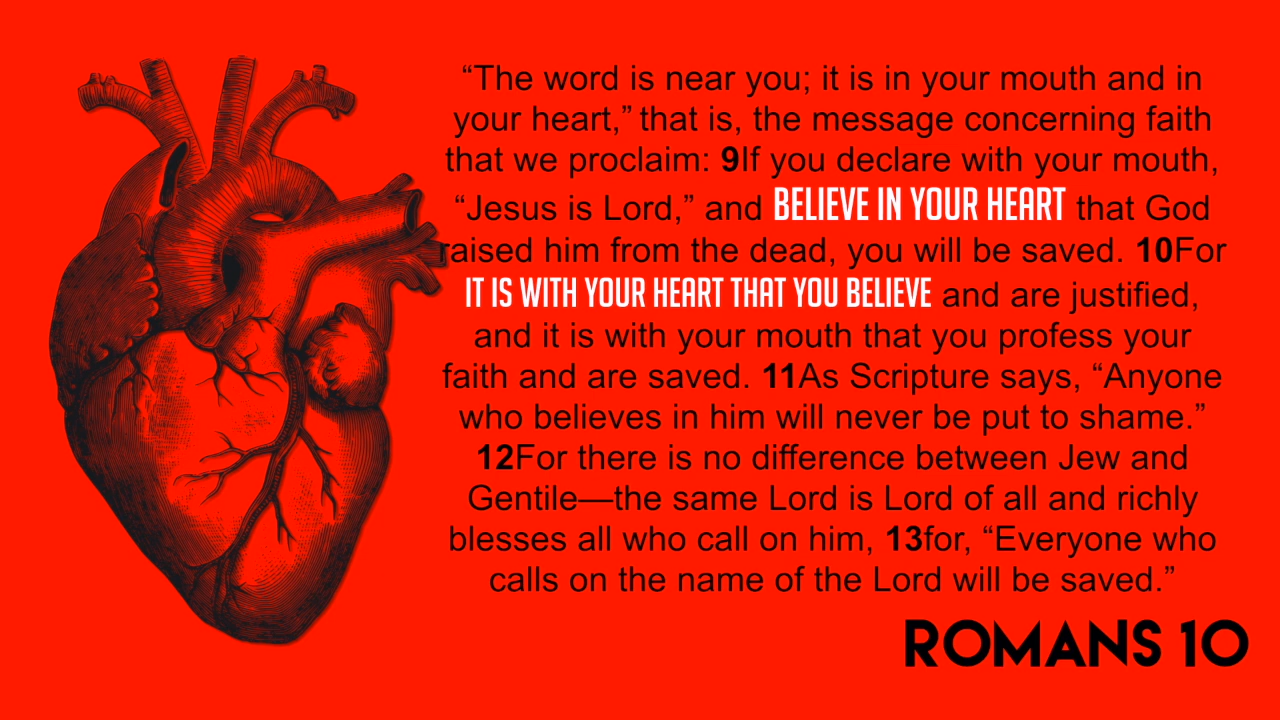 “The word is near you; it is in your mouth and in
your heart,” that is, the message concerning faith
that we proclaim: 9If you declare with your mouth,
“Jesus is Lord,” and BELIEVE IN YOUR HEART that God
raised him from the dead, you will be saved. 10For
IT IS WITH YOUR HEART THAT YOU BELIEVE and are justified,
and it is with your mouth that you profess your
faith and are saved. 11As Scripture says, “Anyone
who believes in him will never be put to shame.”
12For there is no difference between Jew and
Gentile—the same Lord is Lord of all and richly
blesses all who call on him, 13for, “Everyone who
calls on the name of the Lord will be saved.”
ROMANS 10